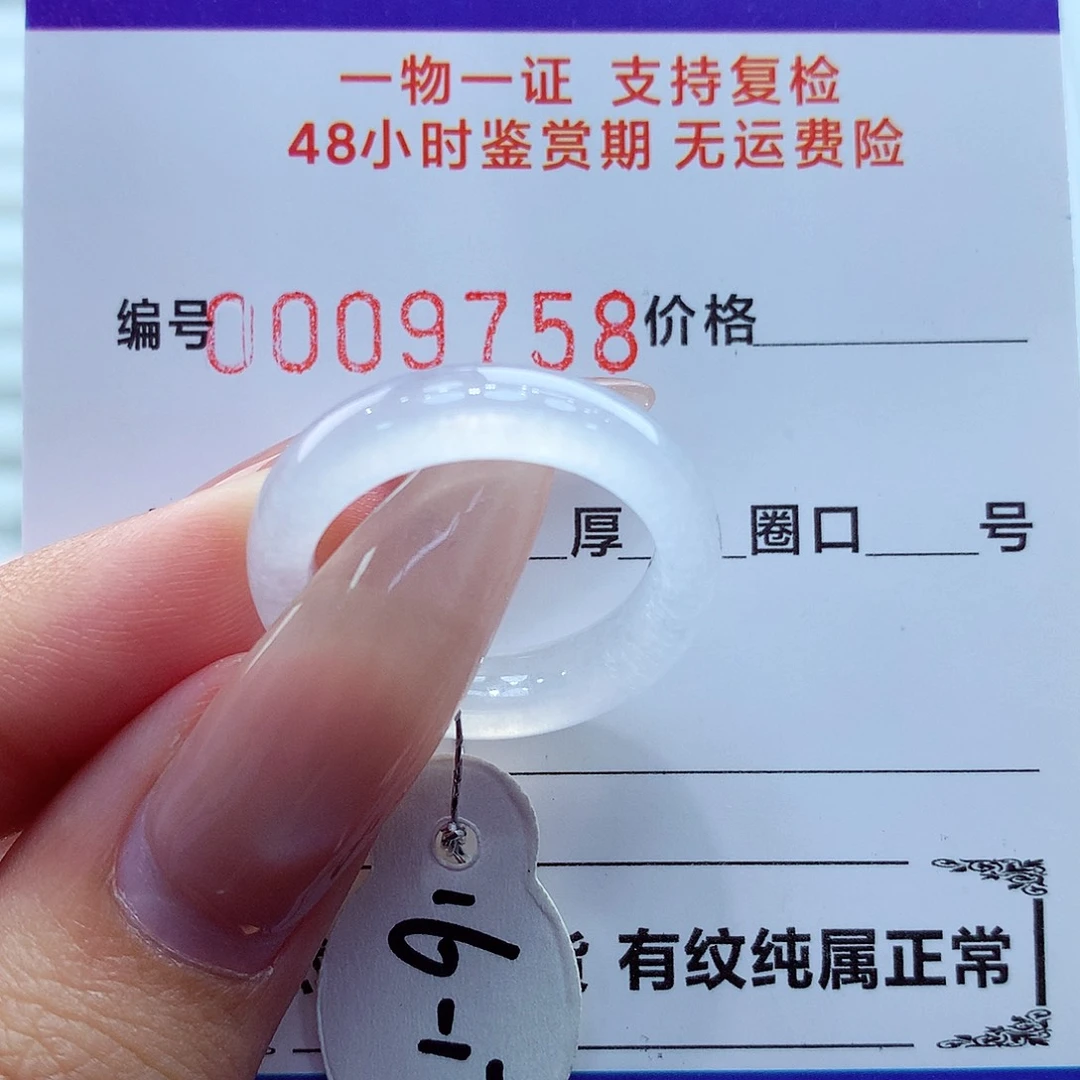 一物一证 支持复检
48小时鉴赏期 无运费险
编号0009758价格
厚 圈口 号
有纹纯属正常